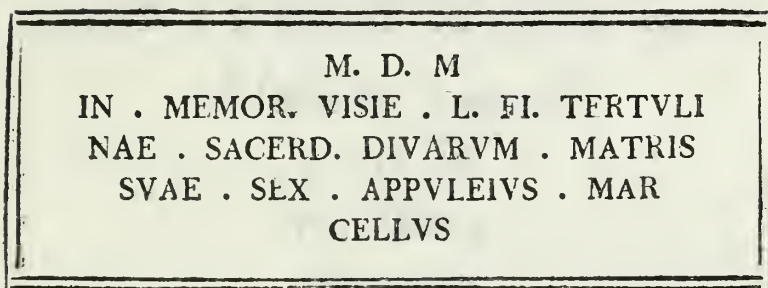 M. D. M
IN . MEMOR. VISIE . L. FI. TERTVLI
NAE . SACERD. DIVARVM . MATRIS
SVAE . SEX . APPVLEIVS . MAR
CELLVS